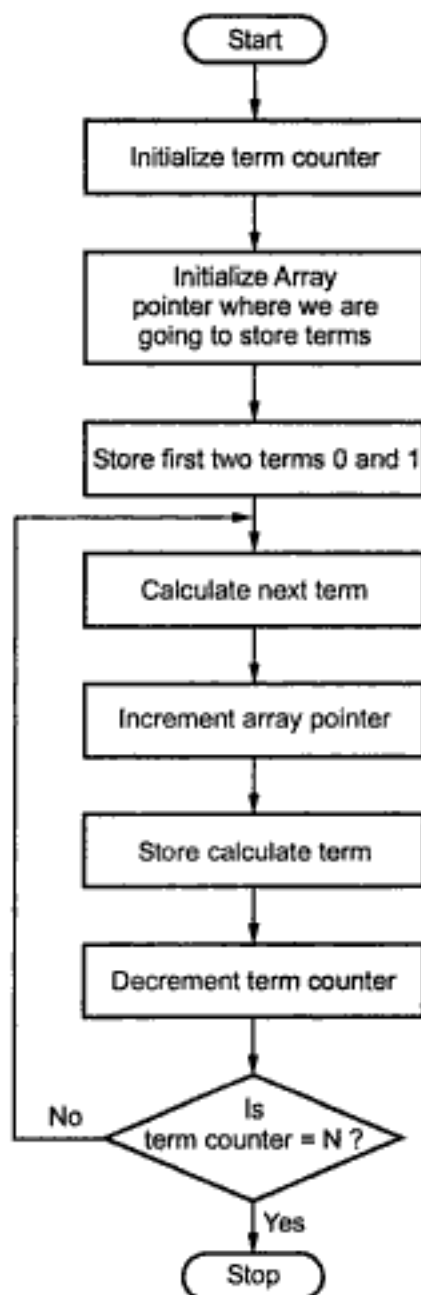 Start
Initialize term counter
Initialize Array
pointer where we are
going to store terms
Store first two terms 0 and 1
Calculate next term
Increment array pointer
Store calculate term
Decrement term counter
Is
term counter = N ?
No
Yes
Stop